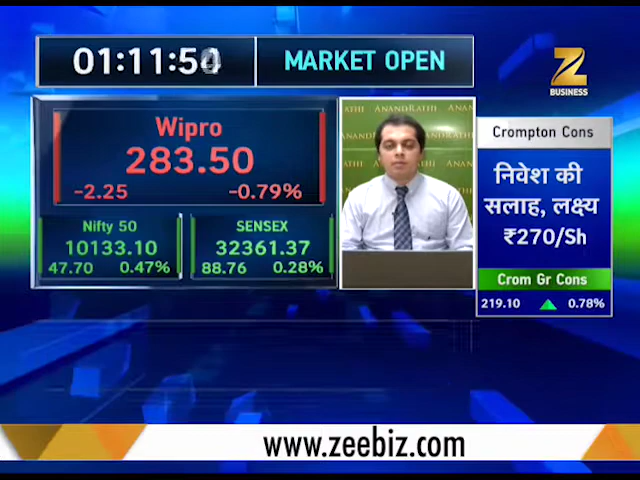 01:11:50
MARKET OPEN
BUSINESS
Wipro
283.50
-2.25 -0.79%
Nifty 50
10133.10
47.70 0.47%
SENSEX
32361.37
88.76 0.28%
ANANDRATHI
ANANDRATHI
Crompton Cons
निवेश की
सलाह, लक्ष्य
₹270/Sh
Crom Gr Cons
219.10 0.78%
www.zeebiz.com